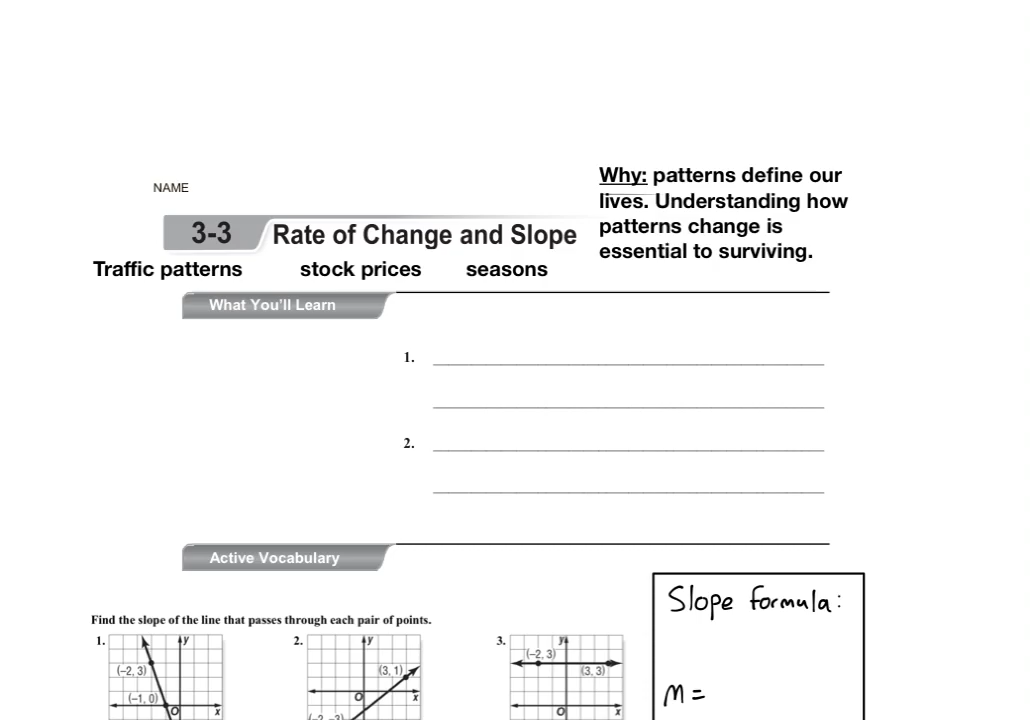 Why: patterns define our
lives. Understanding how
patterns change is
essential to surviving.
NAME
3-3 Rate of Change and Slope
Traffic patterns stock prices seasons
What You'll Learn
1.
2.
Active Vocabulary
Slope formula:
Find the slope of the line that passes through each pair of points.
1.
y
(–2, 3)
(–1, 0)
O
x
2.
y
(3, 1)
O
x
(–2, –3)
3.
y
(–2, 3)
(3, 3)
O
x
M =